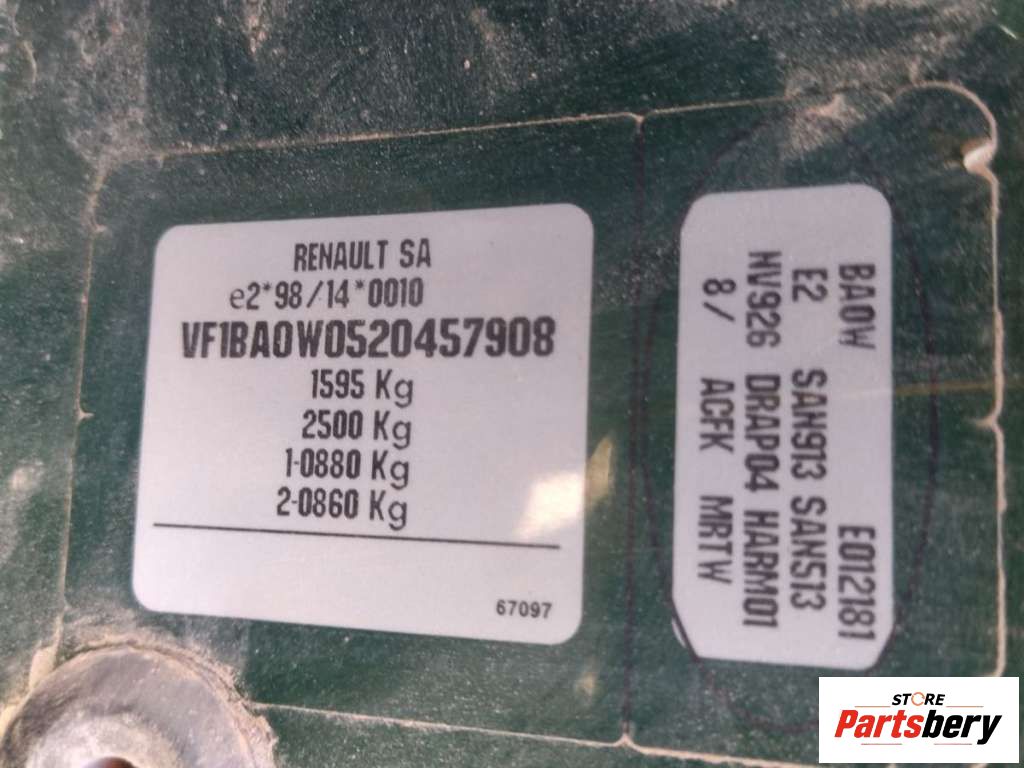 RENAULT SA
e2*98/14*0010
VF1BA0W0520457908
1595 Kg
2500 Kg
1-0880 Kg
2-0860 Kg
67097
BA0W E012181
E2 SAN913 SAN513
NV926 DRAP04 HARM01
8/ ACFK MRTW
STORE
Partsbery